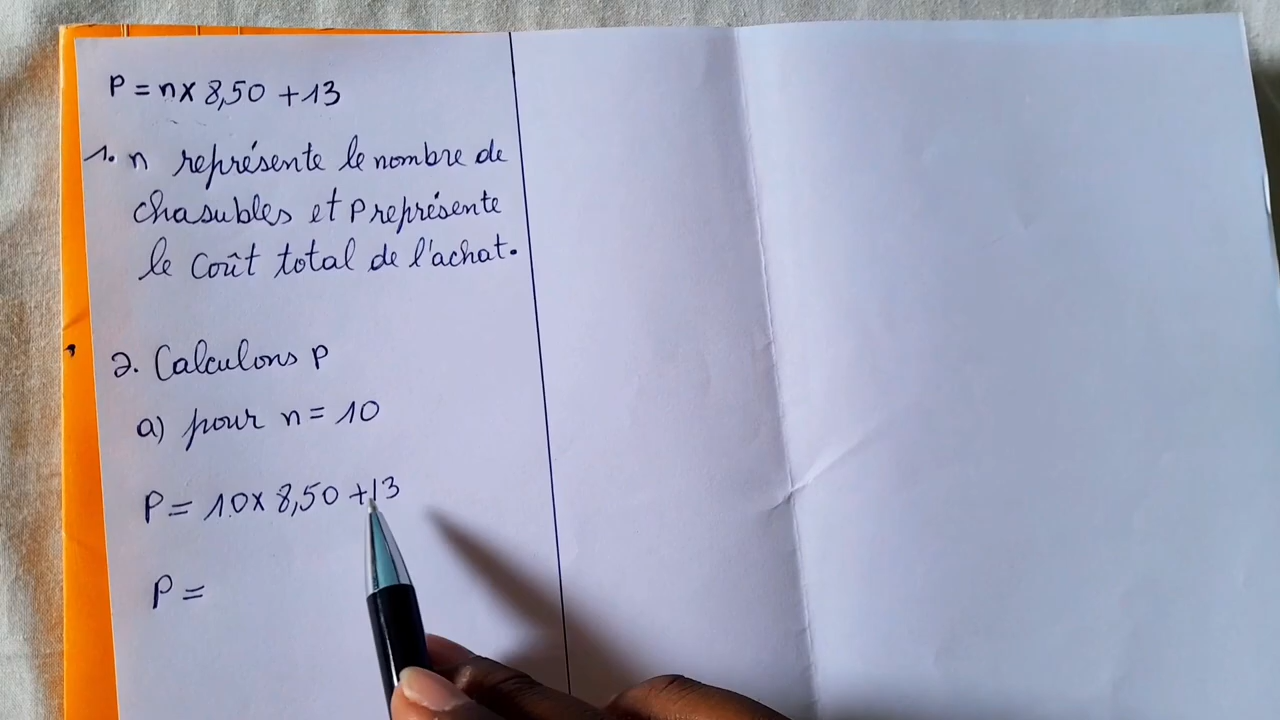 P = n x 8,50 + 13
1. n représente le nombre de
chasubles et P représente
le coût total de l'achat.
2. Calculons P
a) pour n = 10
P = 10 x 8,50 + 13
P =